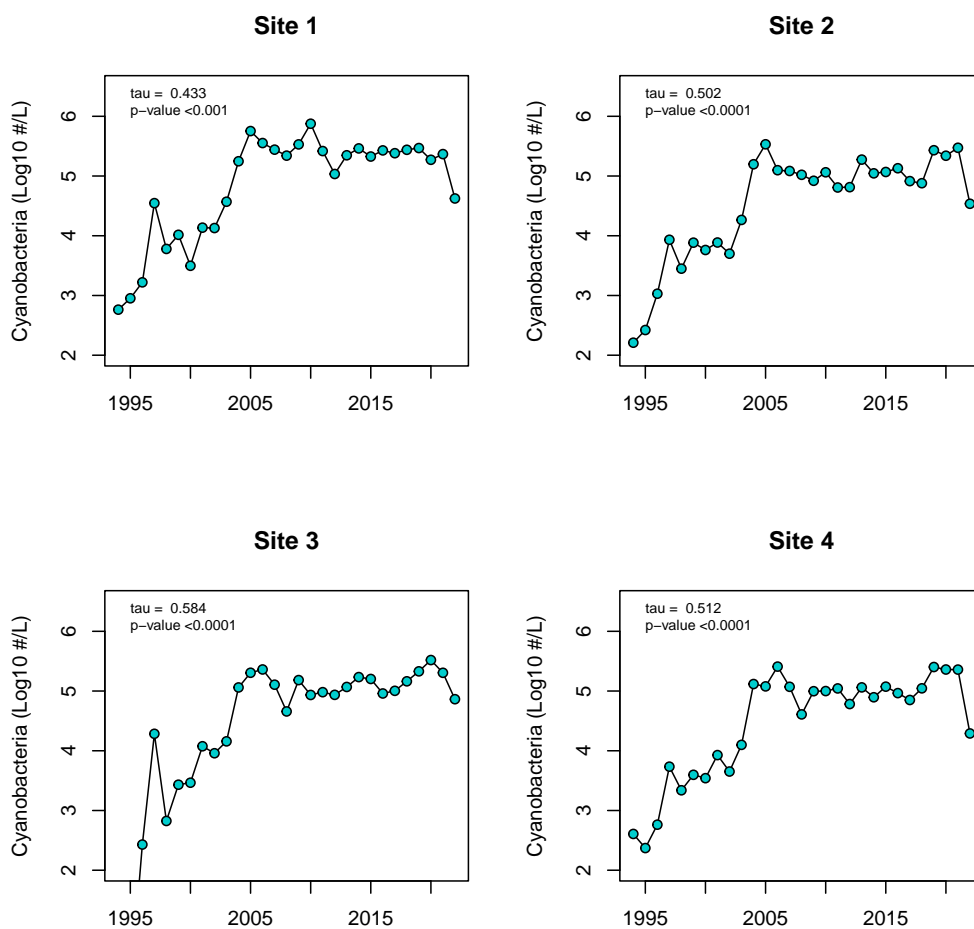 Site 1
tau =  0.433
p−value <0.001
Cyanobacteria (Log10 #/L)
6
5
4
3
2
1995 2005 2015
Site 2
tau =  0.502
p−value <0.0001
Cyanobacteria (Log10 #/L)
6
5
4
3
2
1995 2005 2015
Site 3
tau =  0.584
p−value <0.0001
Cyanobacteria (Log10 #/L)
6
5
4
3
2
1995 2005 2015
Site 4
tau =  0.512
p−value <0.0001
Cyanobacteria (Log10 #/L)
6
5
4
3
2
1995 2005 2015